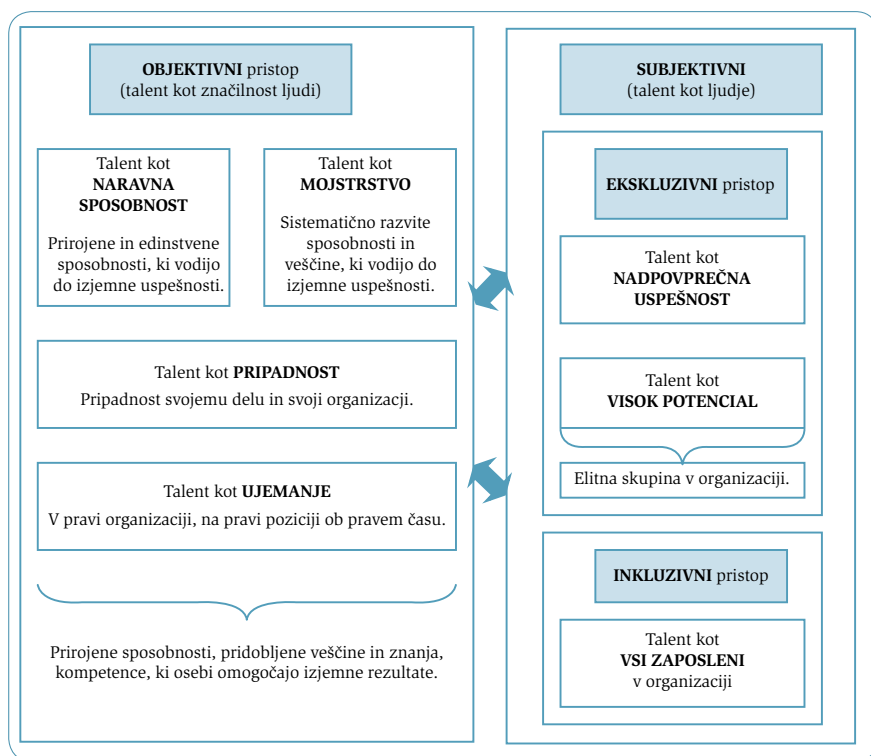 OBJEKTIVNI pristop
(talent kot značilnost ljudi)
Talent kot
NARAVNA
SPOSOBNOST
Prirojene in edinstvene
sposobnosti, ki vodijo
do izjemne uspešnosti.
Talent kot
MOJSTRSTVO
Sistematično razvite
sposobnosti in
veščine, ki vodijo do
izjemne uspešnosti.
Talent kot PRIPADNOST
Pripadnost svojemu delu in svoji organizacji.
Talent kot UJEMANJE
V pravi organizaciji, na pravi poziciji ob pravem času.
Prirojene sposobnosti, pridobljene veščine in znanja,
kompetence, ki osebi omogočajo izjemne rezultate.
SUBJEKTIVNI
(talent kot ljudje)
EKSKLUZIVNI pristop
Talent kot
NADPOVPREČNA
USPEŠNOST
Talent kot
VISOK POTENCIAL
Elitna skupina v organizaciji.
INKLUZIVNI pristop
Talent kot
VSI ZAPOSLENI
v organizaciji